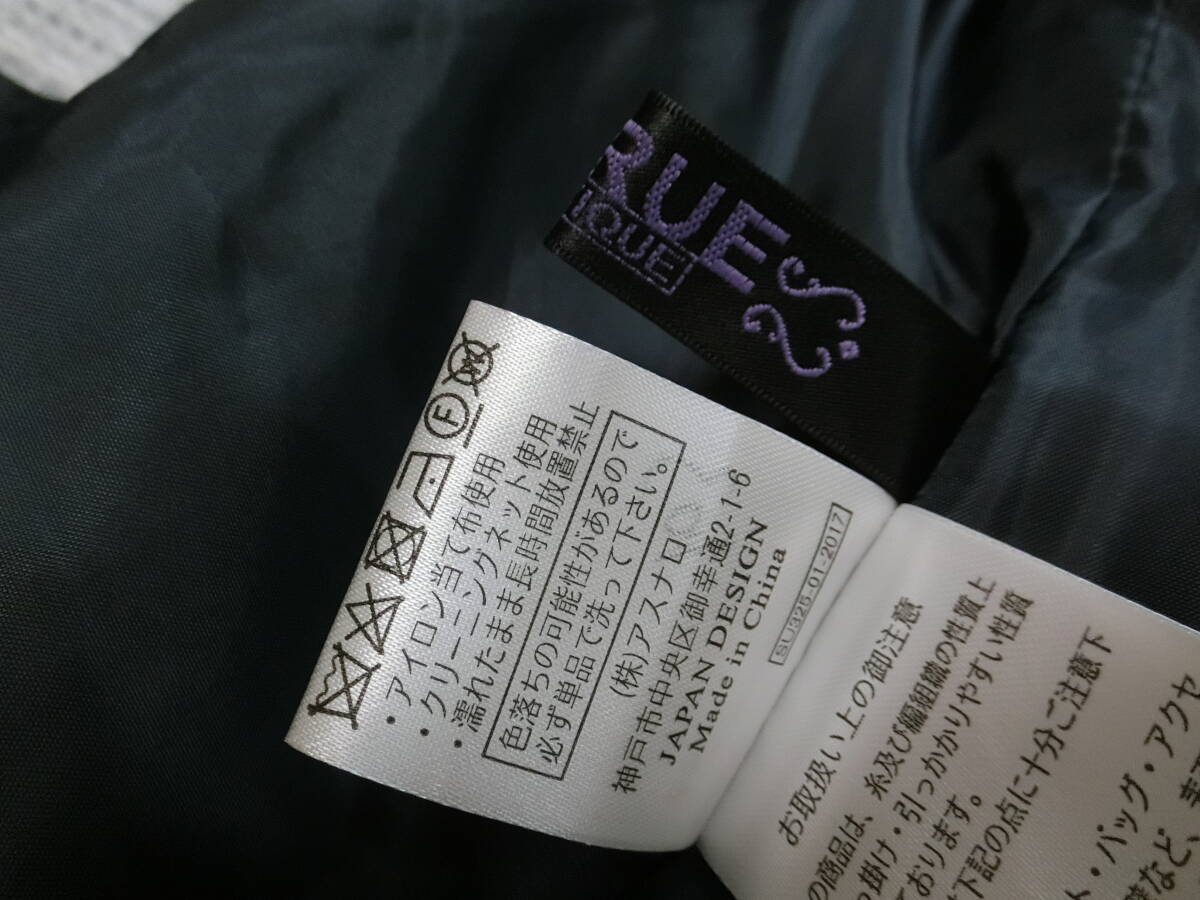 RUE
iQUE
F
W
・アイロン当て布使用
・クリーニングネット使用
・濡れたまま長時間放置禁止
色落ちの可能性があるので
必ず単品で洗って下さい。
(株)アスナロ
神戸市中央区御幸通2-1-6
JAPAN DESIGN
Made in China
SU325-01-2017
お取扱い上の御注意
の商品は、糸及び編組織の性質上
掛け・引っかかりやすい性質
ております。
下記の点に十分ご注意下
ト・バッグ・アクセ
など、